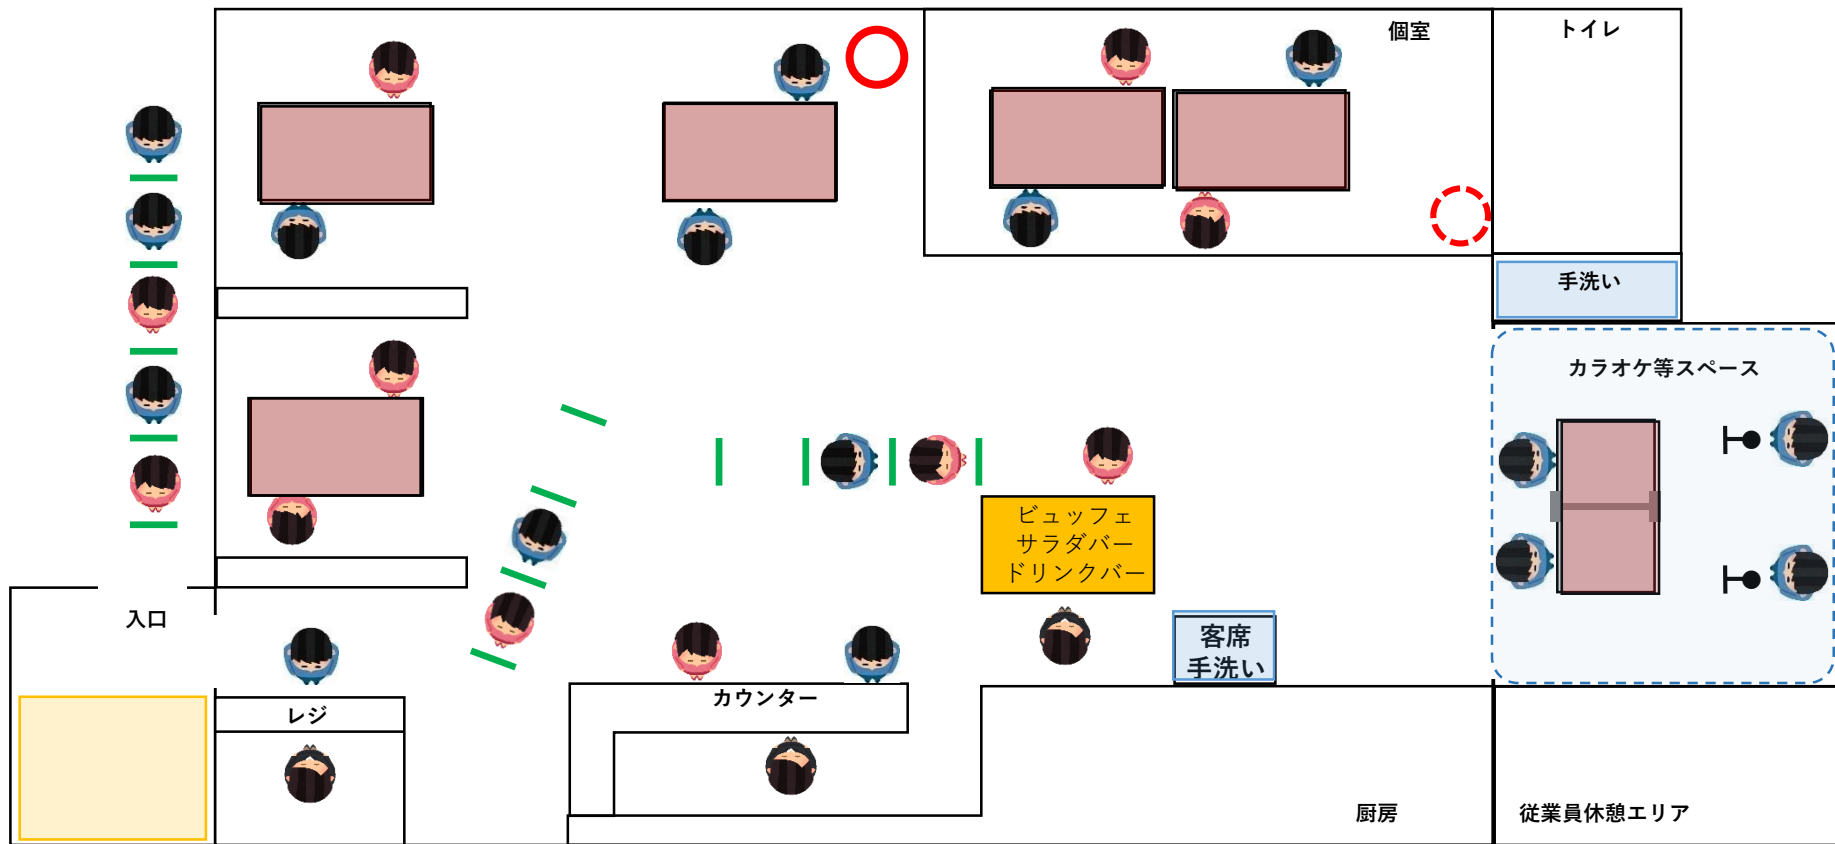 個室
トイレ
手洗い
カラオケ等スペース
ビュッフェ
サラダバー
ドリンクバー
入口
客席
手洗い
レジ
カウンター
厨房
従業員休憩エリア